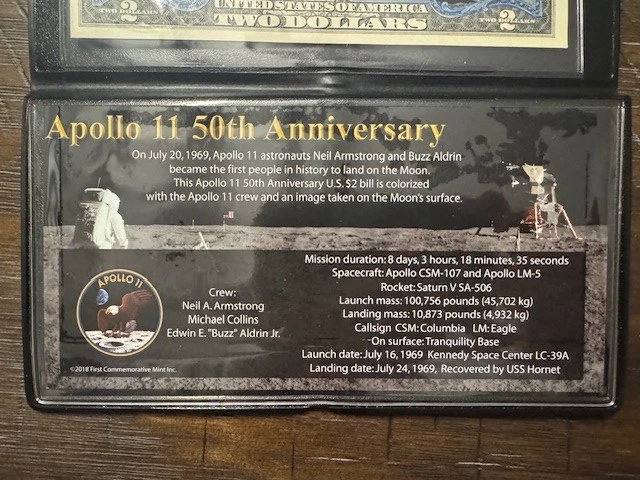 2
TWO DOLLARS
UNITED STATES OF AMERICA
TWO DOLLARS
2
TWO DOLLARS
Apollo 11 50th Anniversary
On July 20, 1969, Apollo 11 astronauts Neil Armstrong and Buzz Aldrin
became the first people in history to land on the Moon.
This Apollo 11 50th Anniversary U.S. $2 bill is colorized
with the Apollo 11 crew and an image taken on the Moon's surface.
APOLLO 11
Crew:
Neil A. Armstrong
Michael Collins
Edwin E. "Buzz" Aldrin Jr.
Mission duration: 8 days, 3 hours, 18 minutes, 35 seconds
Spacecraft: Apollo CSM-107 and Apollo LM-5
Rocket: Saturn V SA-506
Launch mass: 100,756 pounds (45,702 kg)
Landing mass: 10,873 pounds (4,932 kg)
Callsign CSM: Columbia LM: Eagle
On surface: Tranquility Base
Launch date: July 16, 1969 Kennedy Space Center LC-39A
Landing date: July 24, 1969, Recovered by USS Hornet
©2018 First Commemorative Mint Inc.